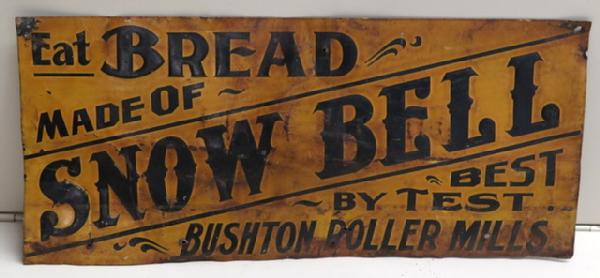 Eat BREAD
MADE OF ~
SNOW BELL
~ BEST
~ BY TEST.
BUSHTON ROLLER MILLS.